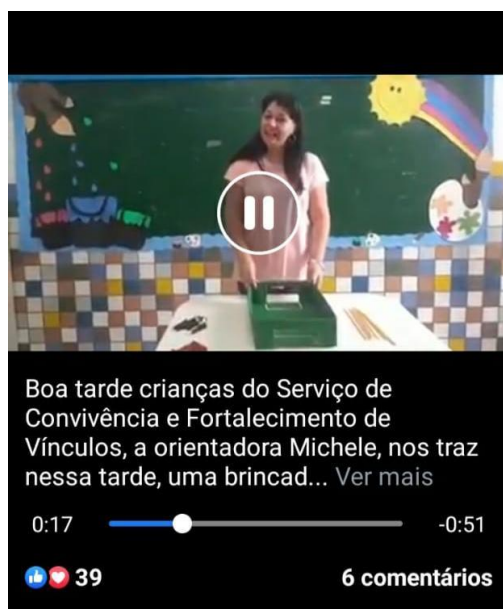 Boa tarde crianças do Serviço de
Convivência e Fortalecimento de
Vínculos, a orientadora Michele, nos traz
nessa tarde, uma brincad... Ver mais
0:17 -0:51
39 6 comentários